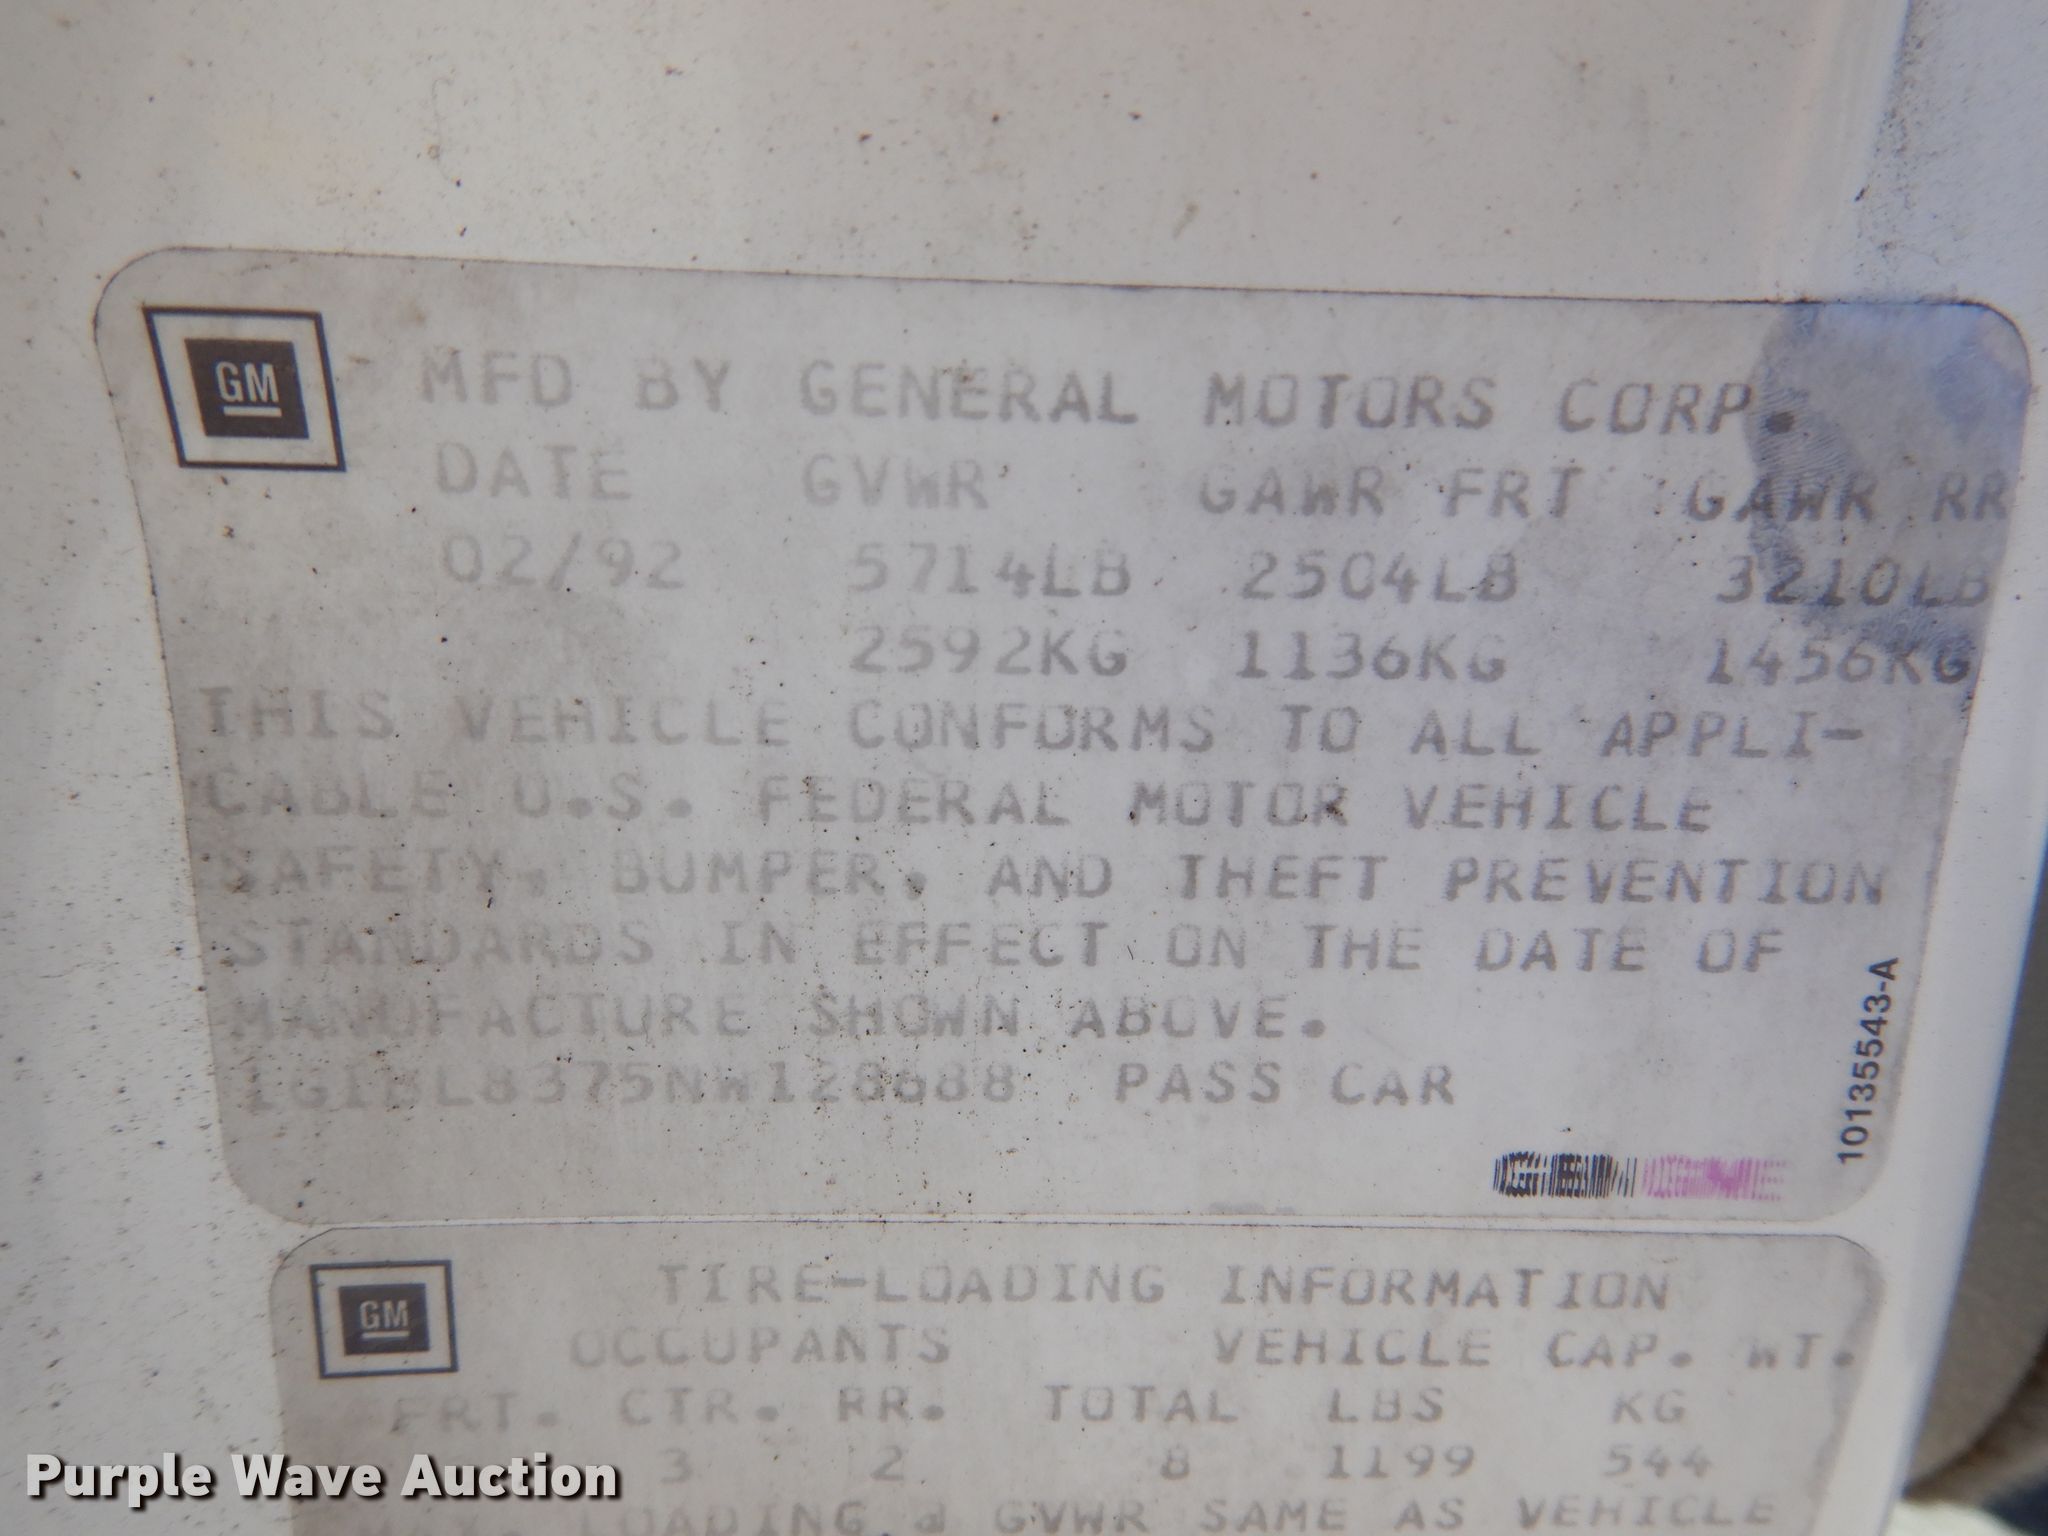 GM
MFD BY GENERAL MOTORS CORP.
DATE GVWR GAWR FRT GAWR RR
02/92 5714LB 2504LB 3210LB
2592KG 1136KG 1456KG
THIS VEHICLE CONFORMS TO ALL APPLI-
CABLE U.S. FEDERAL MOTOR VEHICLE
SAFETY, BUMPER, AND THEFT PREVENTION
STANDARDS IN EFFECT ON THE DATE OF
MANUFACTURE SHOWN ABOVE.
PASS CAR
10135543-A
GM
TIRE-LOADING INFORMATION
OCCUPANTS VEHICLE CAP. WT.
FRT. CTR. RR. TOTAL LBS KG
3 2 8 1199 544
MAX. LOADING @ GVWR SAME AS VEHICLE
Purple Wave Auction